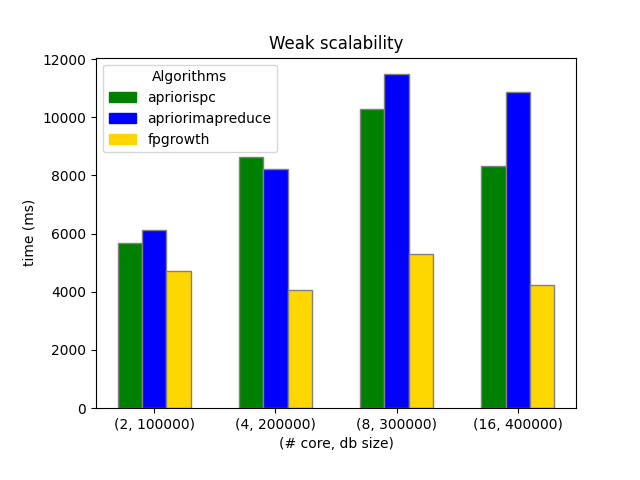 Weak scalability
12000
10000
8000
6000
4000
2000
0
time (ms)
Algorithms
apriorispc
apriorimapreduce
fpgrowth
(2, 100000) (4, 200000) (8, 300000) (16, 400000)
(# core, db size)